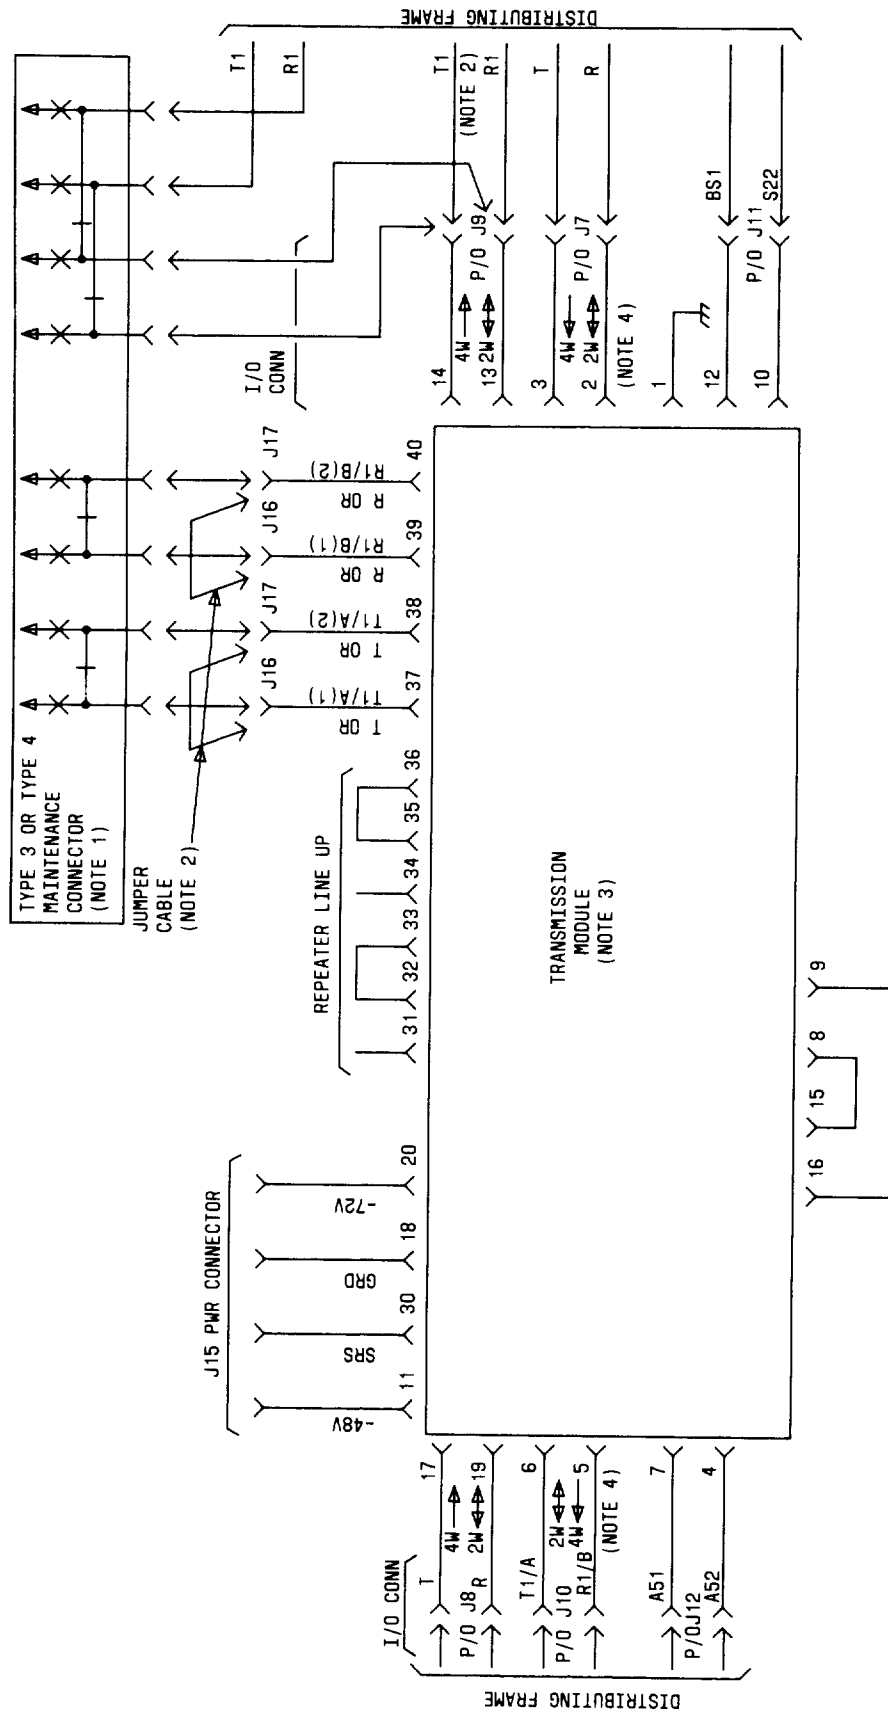 DISTRIBUTING FRAME
TYPE 3 OR TYPE 4
MAINTENANCE
CONNECTOR
(NOTE 1)
JUMPER
CABLE
(NOTE 2)
T1
R1
I/O
CONN
T1
(NOTE 2)
R1
T
R
BS1
S22
P/O J9
P/O J7
P/O J11
4W
2W
4W
2W
(NOTE 4)
14
13
3
2
1
12
10
J17
J16
J17
J16
R OR
R1/B(2)
R OR
R1/B(1)
T OR
T1/A(2)
T OR
T1/A(1)
40
39
38
37
REPEATER LINE UP
36
35
34
33
32
31
TRANSMISSION
MODULE
(NOTE 3)
9
8
15
16
J15 PWR CONNECTOR
-72V
GRD
SRS
-48V
20
18
30
11
17
19
6
5
7
4
4W
2W
2W
4W
(NOTE 4)
I/O CONN
T
P/O J8
R
T1/A
P/O J10
R1/B
A51
P/OJ12
A52
DISTRIBUTING FRAME